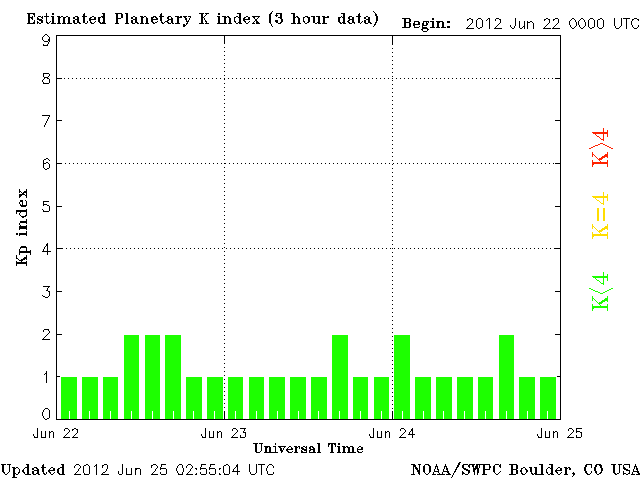 Estimated Planetary K index (3 hour data) Begin: 2012 Jun 22 0000 UTC
9
8
7
6
5
4
3
2
1
0
Kp index
K>4
K=4
K<4
Jun 22 Jun 23 Jun 24 Jun 25
Universal Time
Updated 2012 Jun 25 02:55:04 UTC NOAA/SWPC Boulder, CO USA